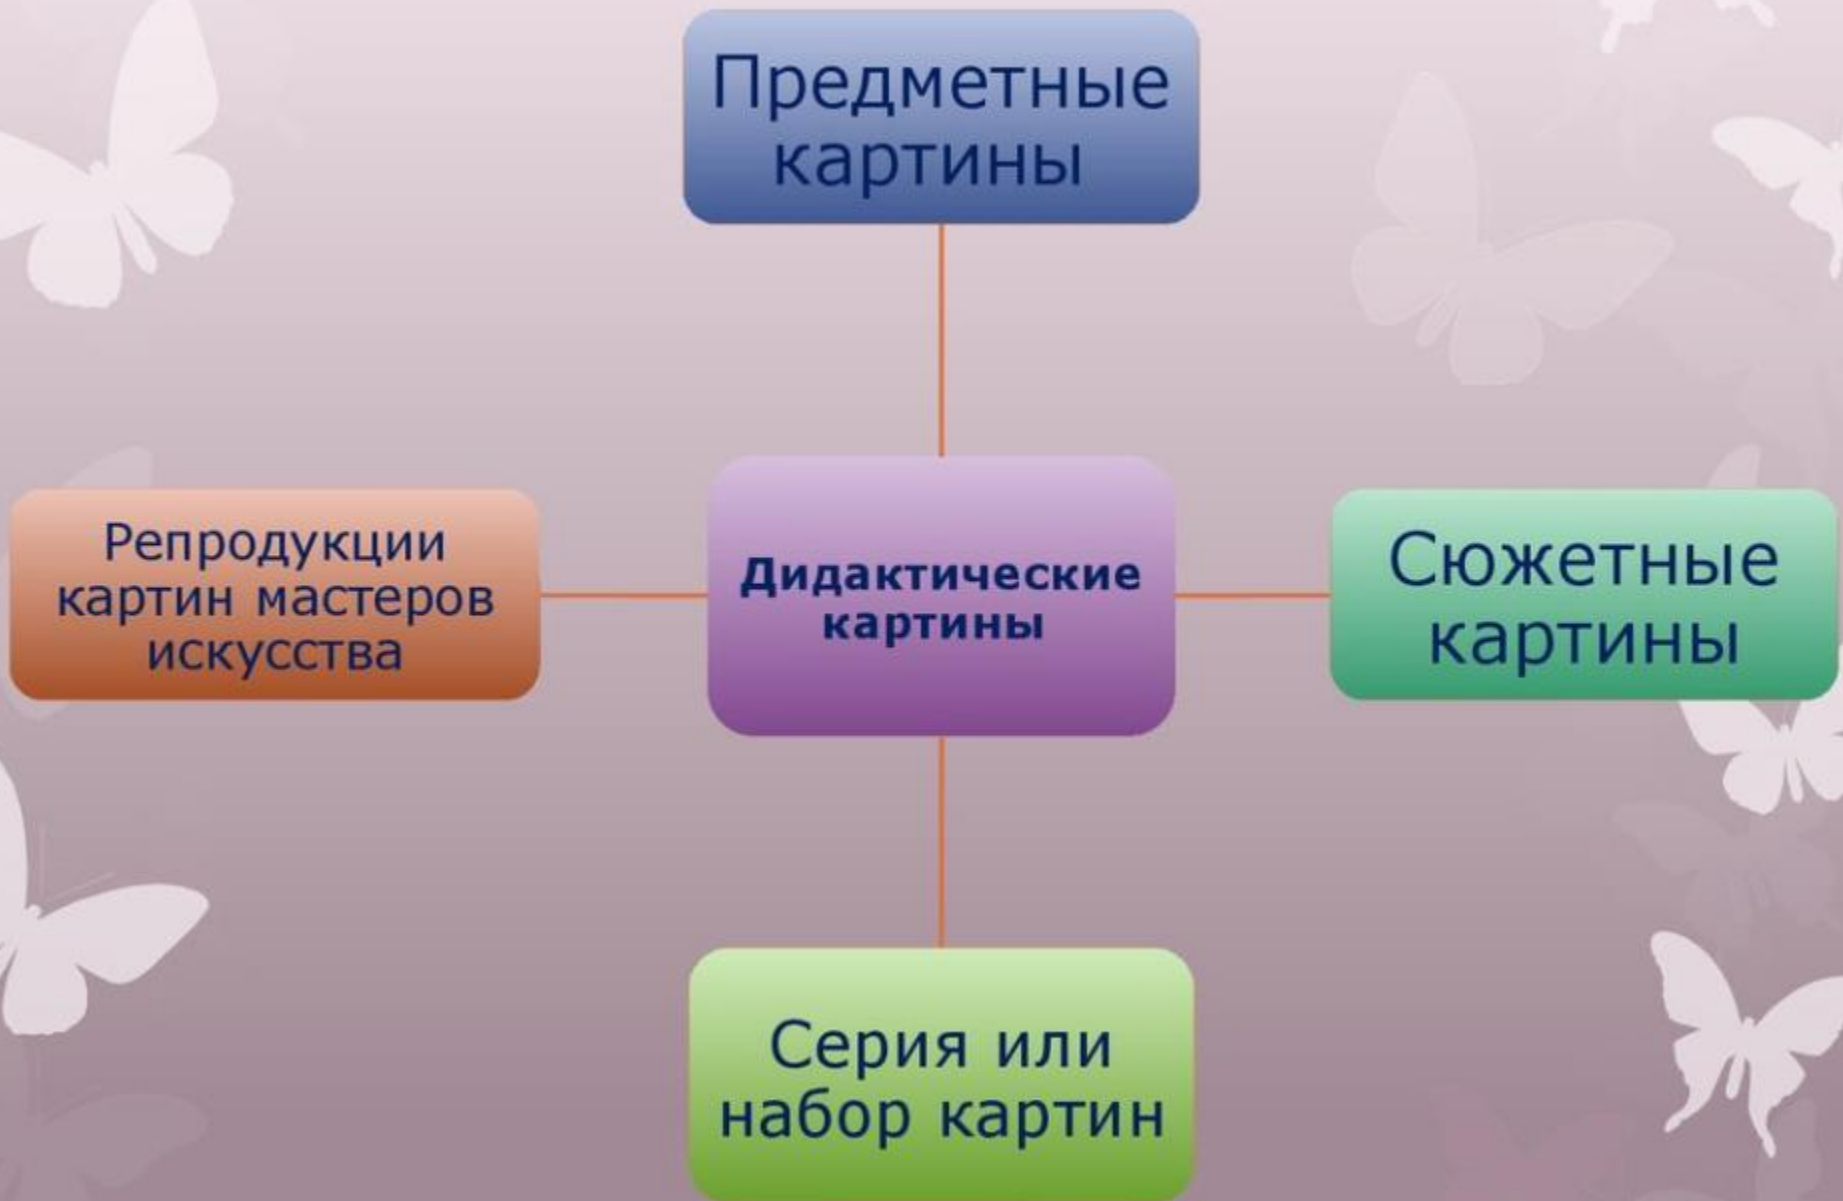 Предметные
картины
Репродукции
картин мастеров
искусства
Дидактические
картины
Сюжетные
картины
Серия или
набор картин